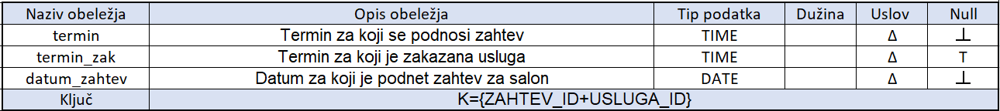 Naziv obeležja Opis obeležja Tip podatka Dužina Uslov Null
termin Termin za koji se podnosi zahtev TIME Δ ⊥
termin_zak Termin za koji je zakazana usluga TIME Δ T
datum_zahtev Datum za koji je podnet zahtev za salon DATE Δ ⊥
Ključ K={ZAHTEV_ID+USLUGA_ID}